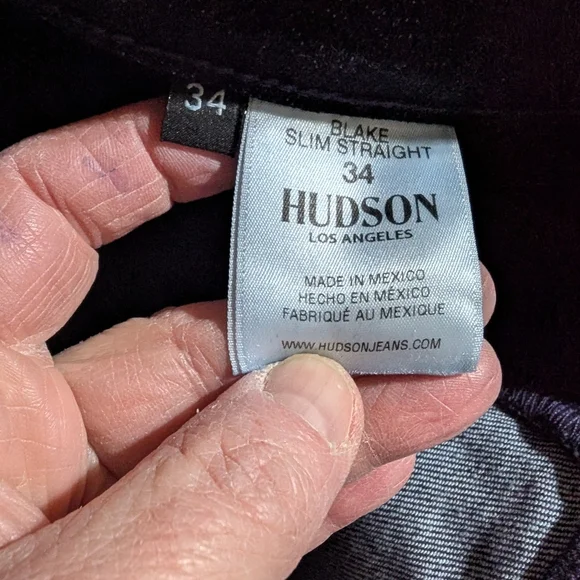 34
BLAKE
SLIM STRAIGHT
34
HUDSON
LOS ANGELES
MADE IN MEXICO
HECHO EN MÉXICO
FABRIQUÉ AU MEXIQUE
WWW.HUDSONJEANS.COM